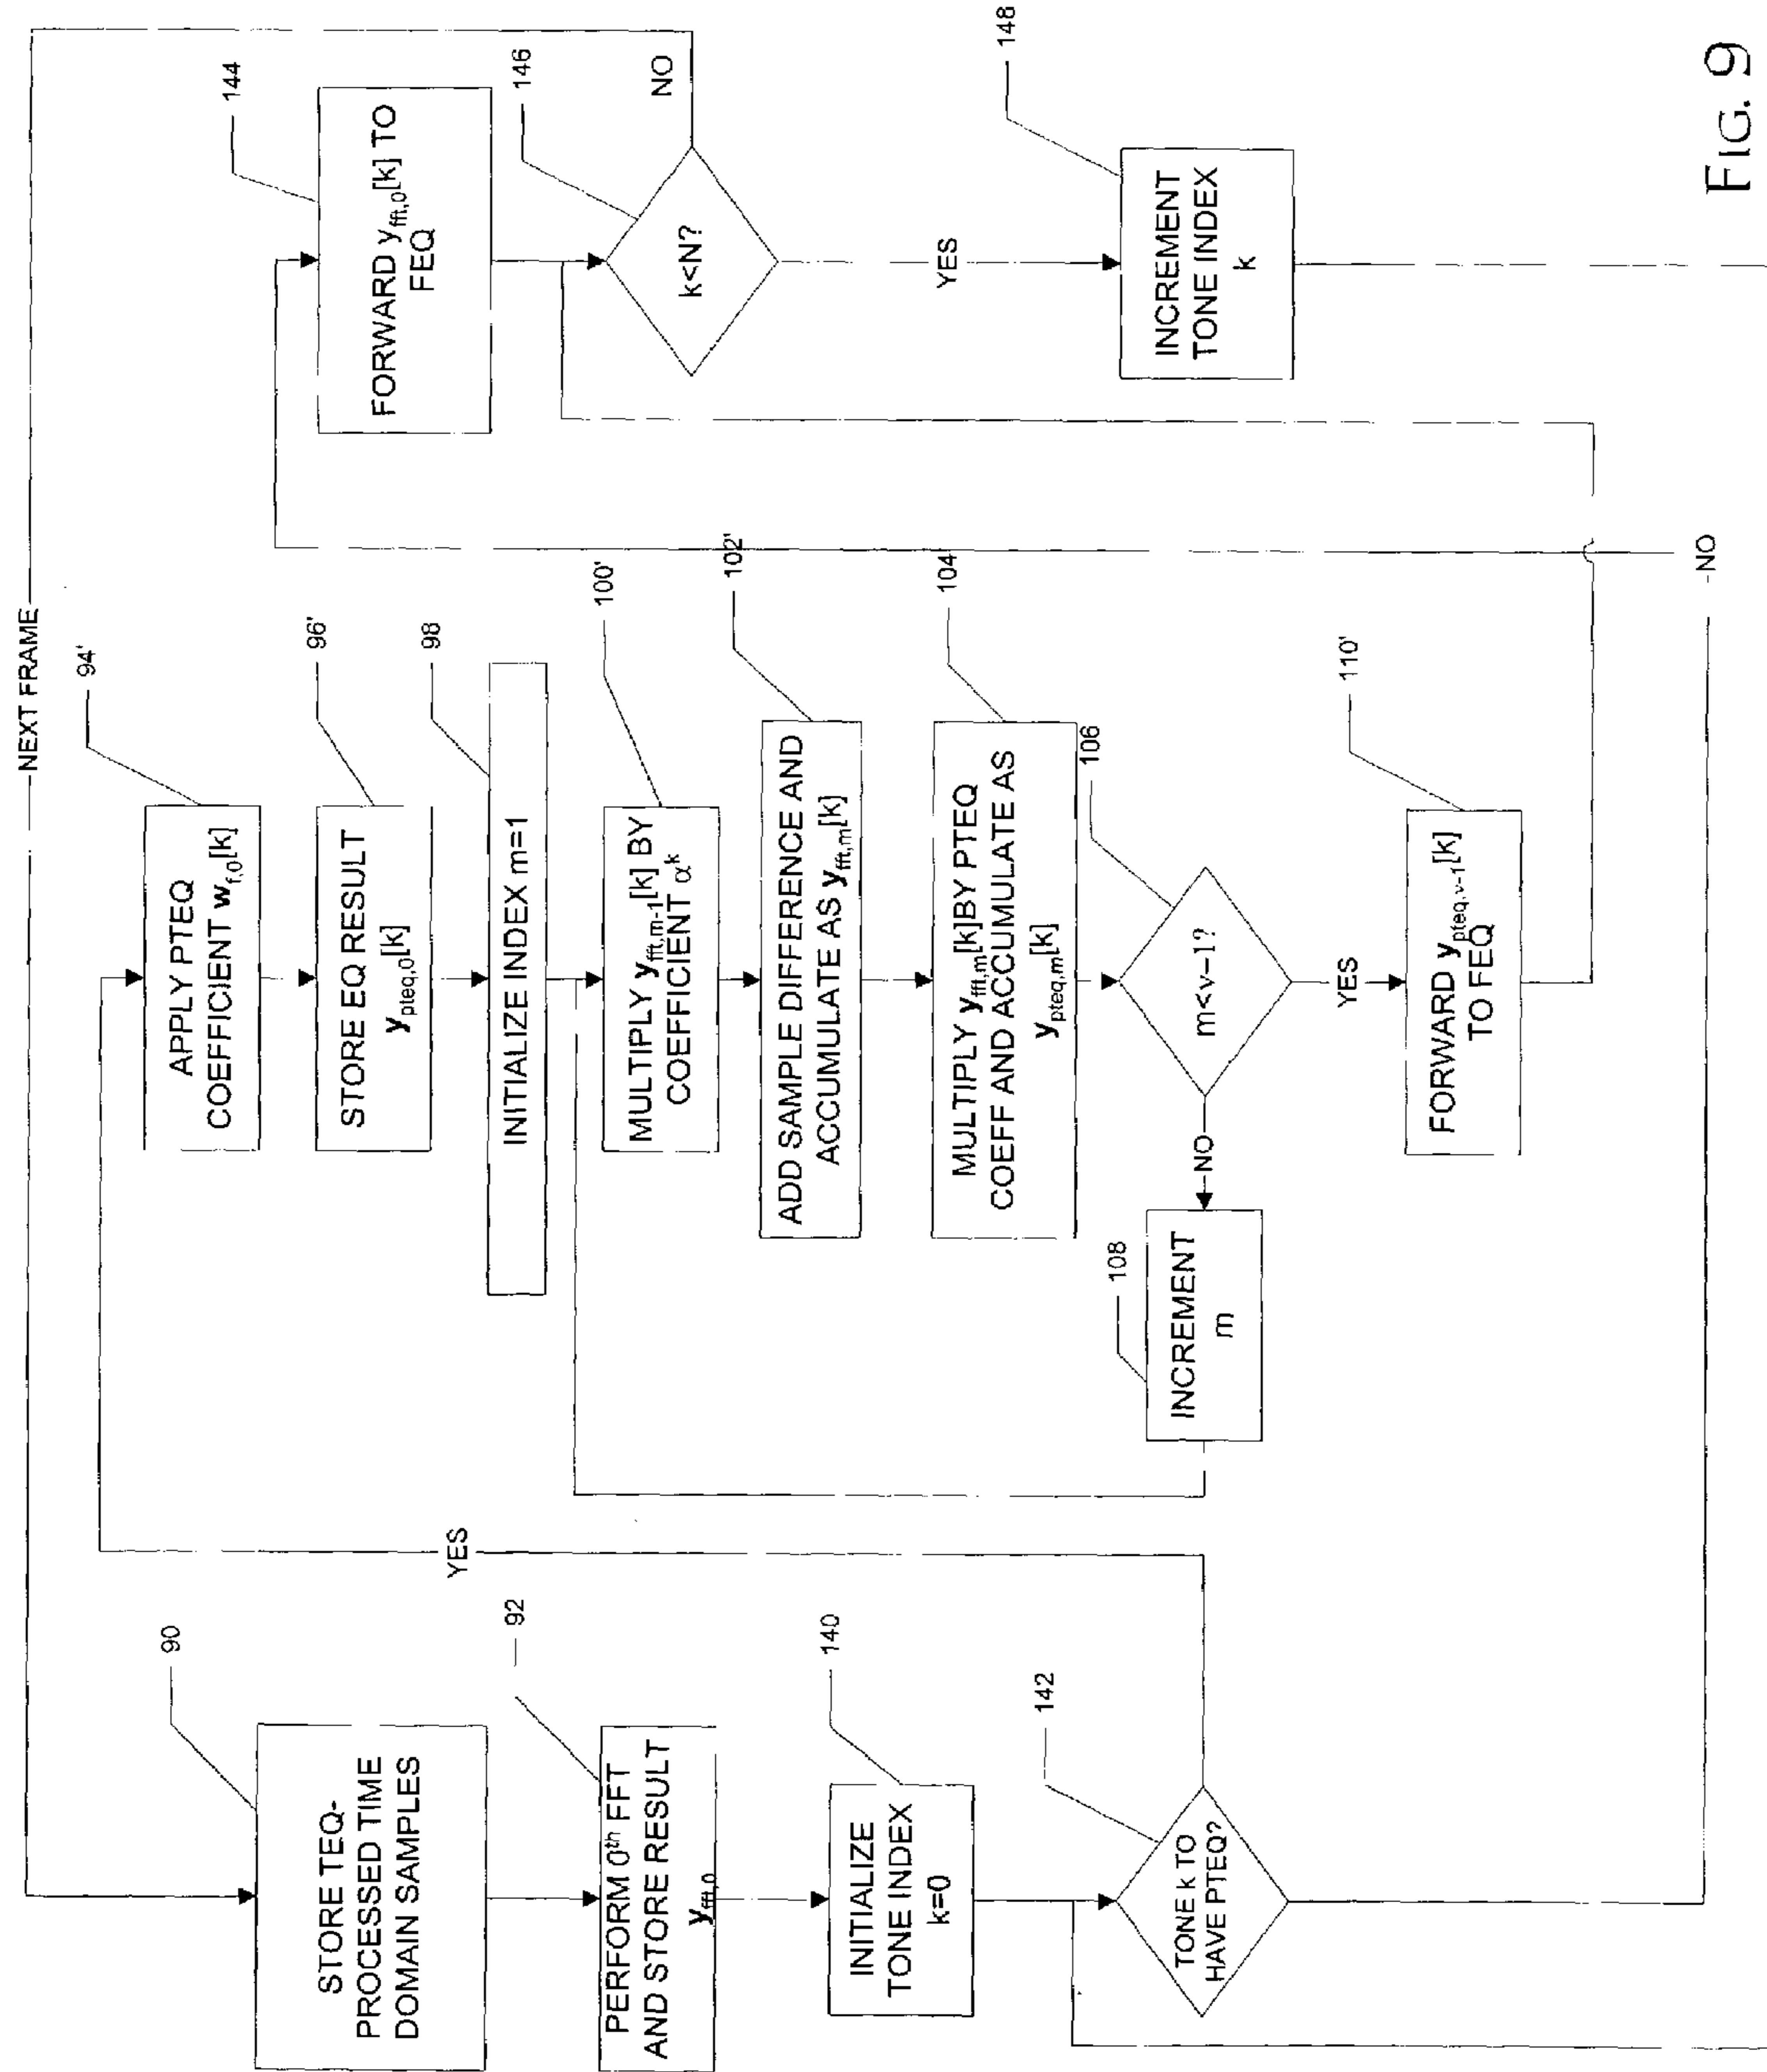 NEXT FRAME
90
STORE TEQ-
PROCESSED TIME
DOMAIN SAMPLES
92
PERFORM 0th FFT
AND STORE RESULT
yfft,0
140
INITIALIZE
TONE INDEX
k=0
142
TONE k TO
HAVE PTEQ?
YES
NO
94'
APPLY PTEQ
COEFFICIENT wf,0[k]
96'
STORE EQ RESULT
ypteq,0[k]
98
INITIALIZE INDEX m=1
100'
MULTIPLY yfft,m-1[k] BY
COEFFICIENT αk
102'
ADD SAMPLE DIFFERENCE AND
ACCUMULATE AS yfft,m[k]
104'
MULTIPLY yfft,m[k]BY PTEQ
COEFF AND ACCUMULATE AS
ypteq,m[k]
106
m<v-1?
NO
YES
108
INCREMENT
m
110'
FORWARD ypteq,v-1[k]
TO FEQ
144
FORWARD yfft,0[k] TO
FEQ
146
k<N?
NO
YES
148
INCREMENT
TONE INDEX
k
FIG. 9